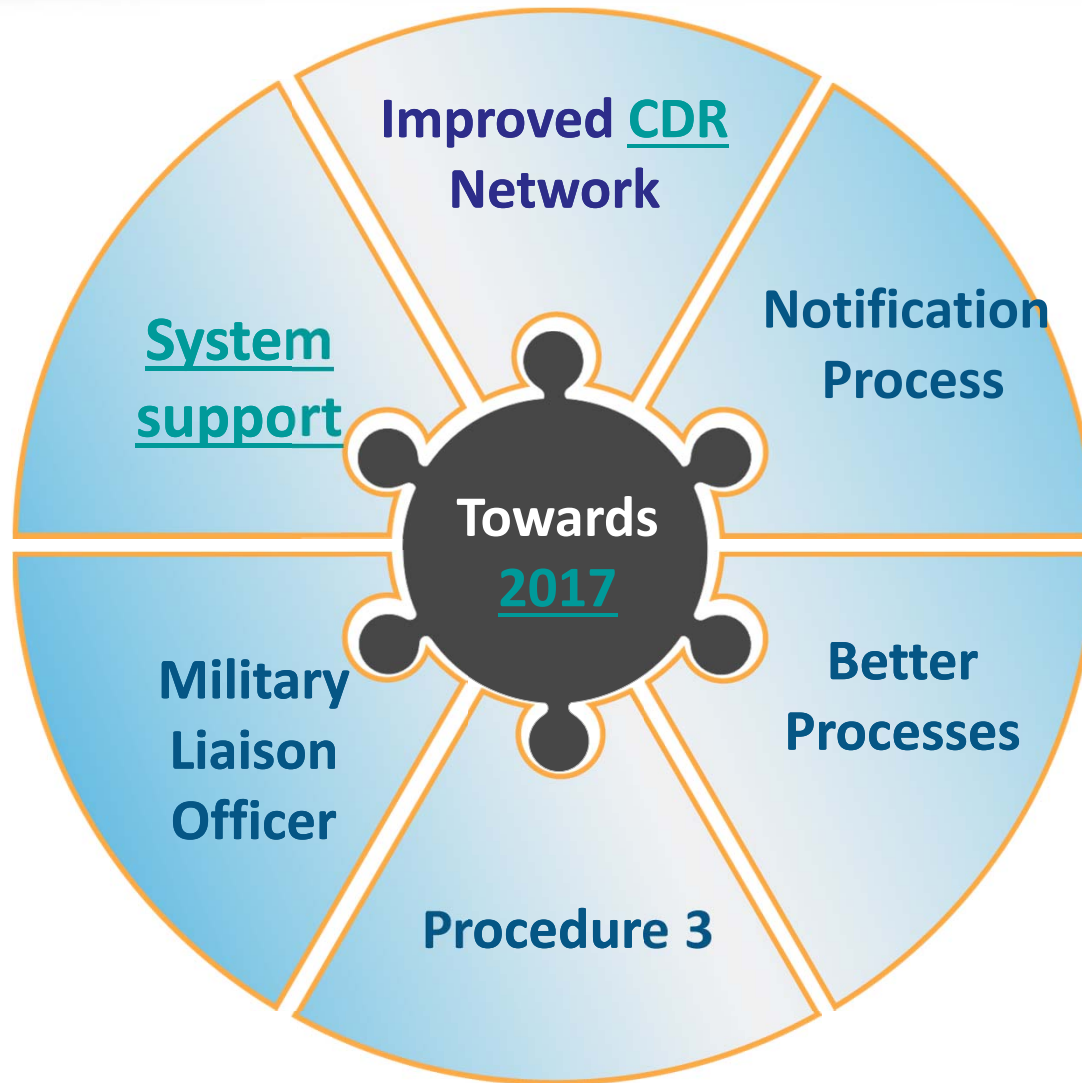 Improved CDR
Network
Notification
Process
Better
Processes
Procedure 3
Military
Liaison
Officer
System
support
Towards
2017